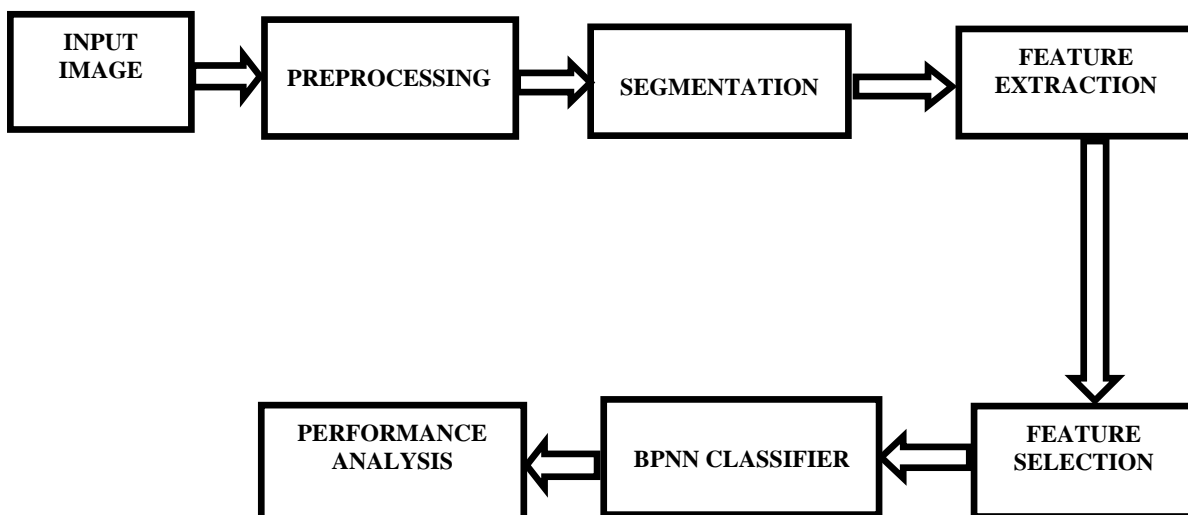 INPUT
IMAGE
PREPROCESSING
SEGMENTATION
FEATURE
EXTRACTION
FEATURE
SELECTION
BPNN CLASSIFIER
PERFORMANCE
ANALYSIS